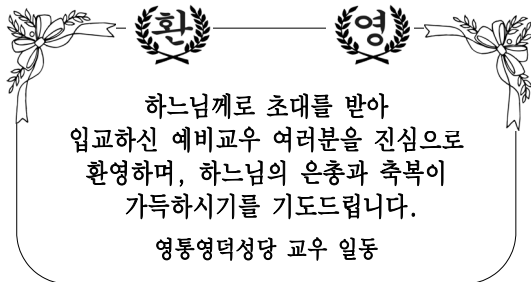 환 영
하느님께로 초대를 받아
입교하신 예비교우 여러분을 진심으로
환영하며, 하느님의 은총과 축복이
가득하시기를 기도드립니다.
영통영덕성당 교우 일동